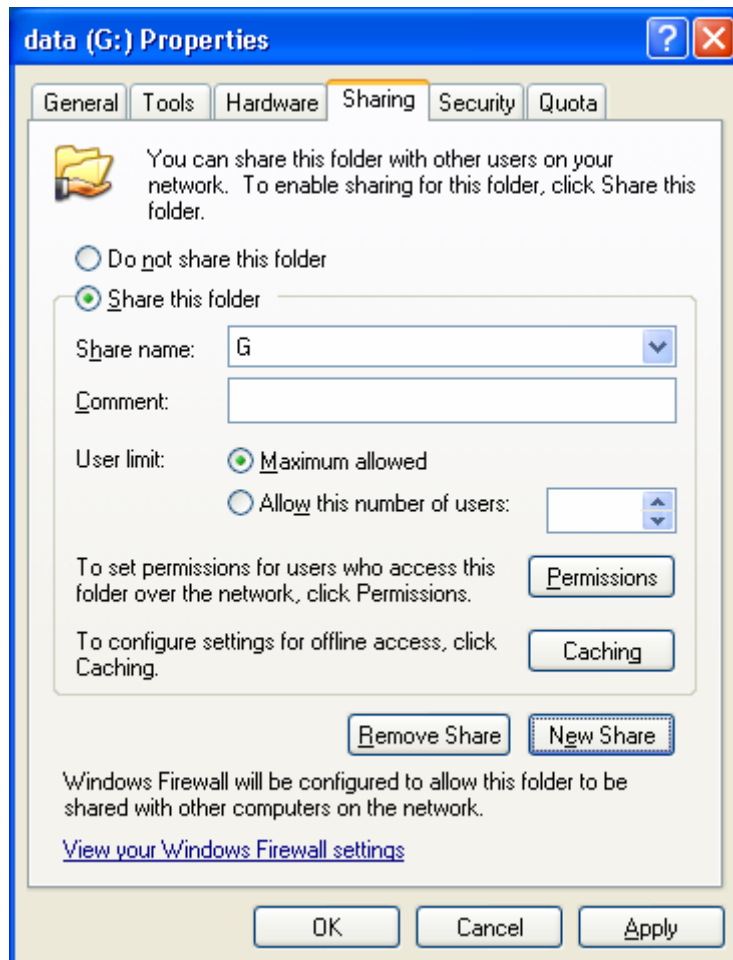 data (G:) Properties
General Tools Hardware Sharing Security Quota
You can share this folder with other users on your
network. To enable sharing for this folder, click Share this
folder.
Do not share this folder
Share this folder
Share name: G
Comment:
User limit: Maximum allowed
Allow this number of users:
To set permissions for users who access this
folder over the network, click Permissions.
Permissions
To configure settings for offline access, click
Caching.
Caching
Remove Share New Share
Windows Firewall will be configured to allow this folder to be
shared with other computers on the network.
View your Windows Firewall settings
OK Cancel Apply